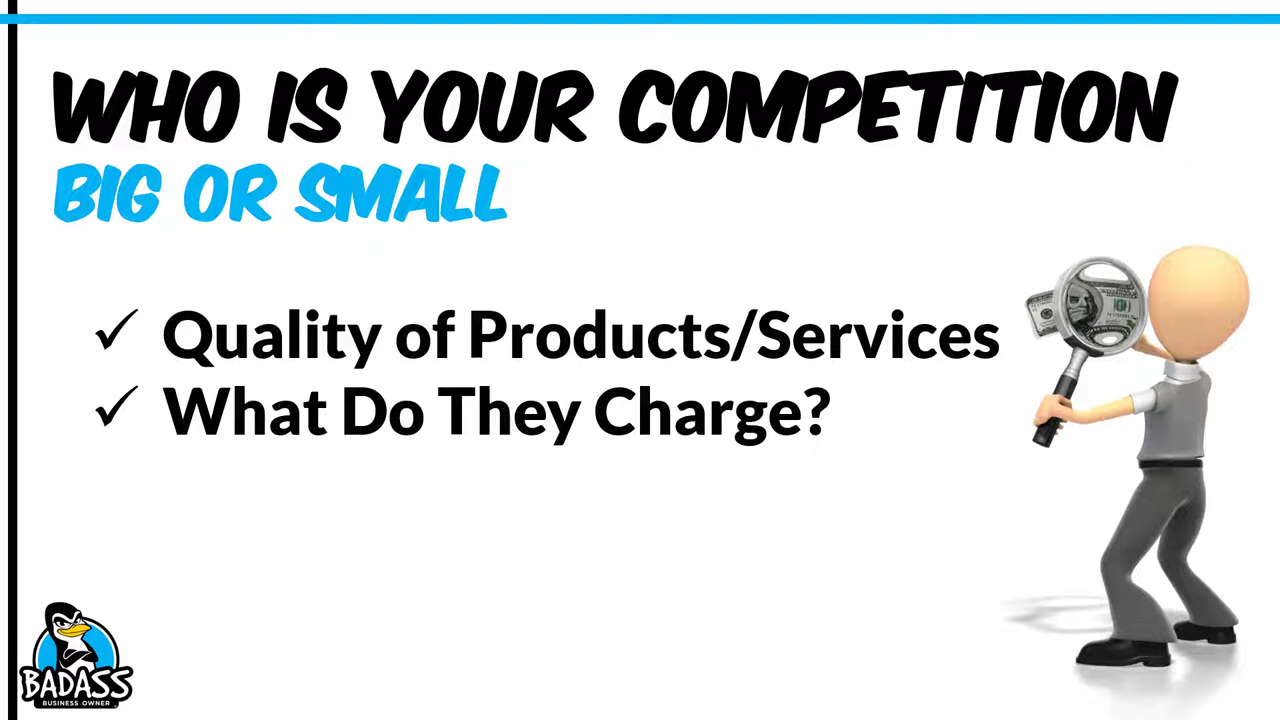 WHO IS YOUR COMPETITION
BIG OR SMALL
✓ Quality of Products/Services
✓ What Do They Charge?
BADASS
BUSINESS OWNER